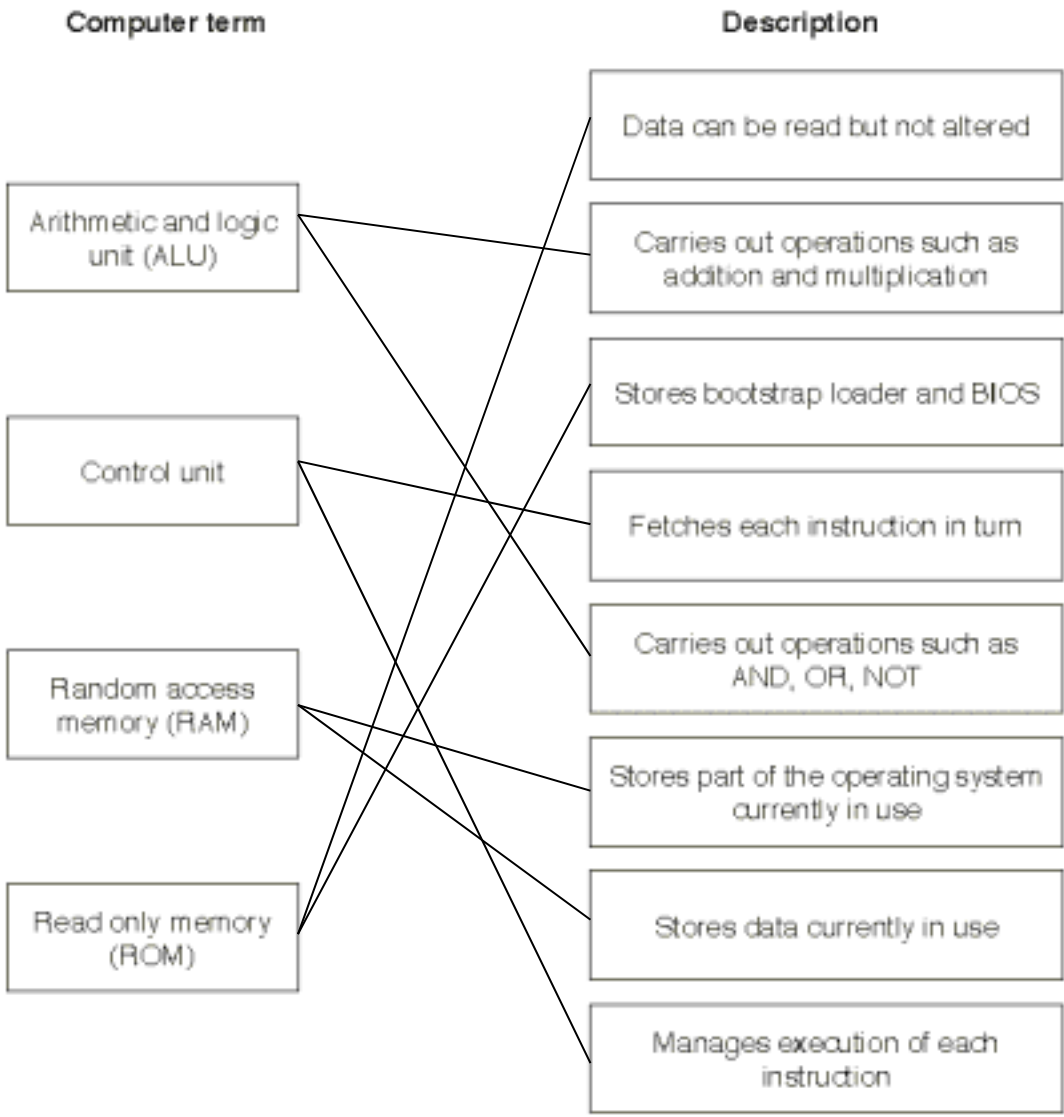 Computer term
Description
Arithmetic and logic
unit (ALU)
Control unit
Random access
memory (RAM)
Read only memory
(ROM)
Data can be read but not altered
Carries out operations such as
addition and multiplication
Stores bootstrap loader and BIOS
Fetches each instruction in turn
Carries out operations such as
AND, OR, NOT
Stores part of the operating system
currently in use
Stores data currently in use
Manages execution of each
instruction